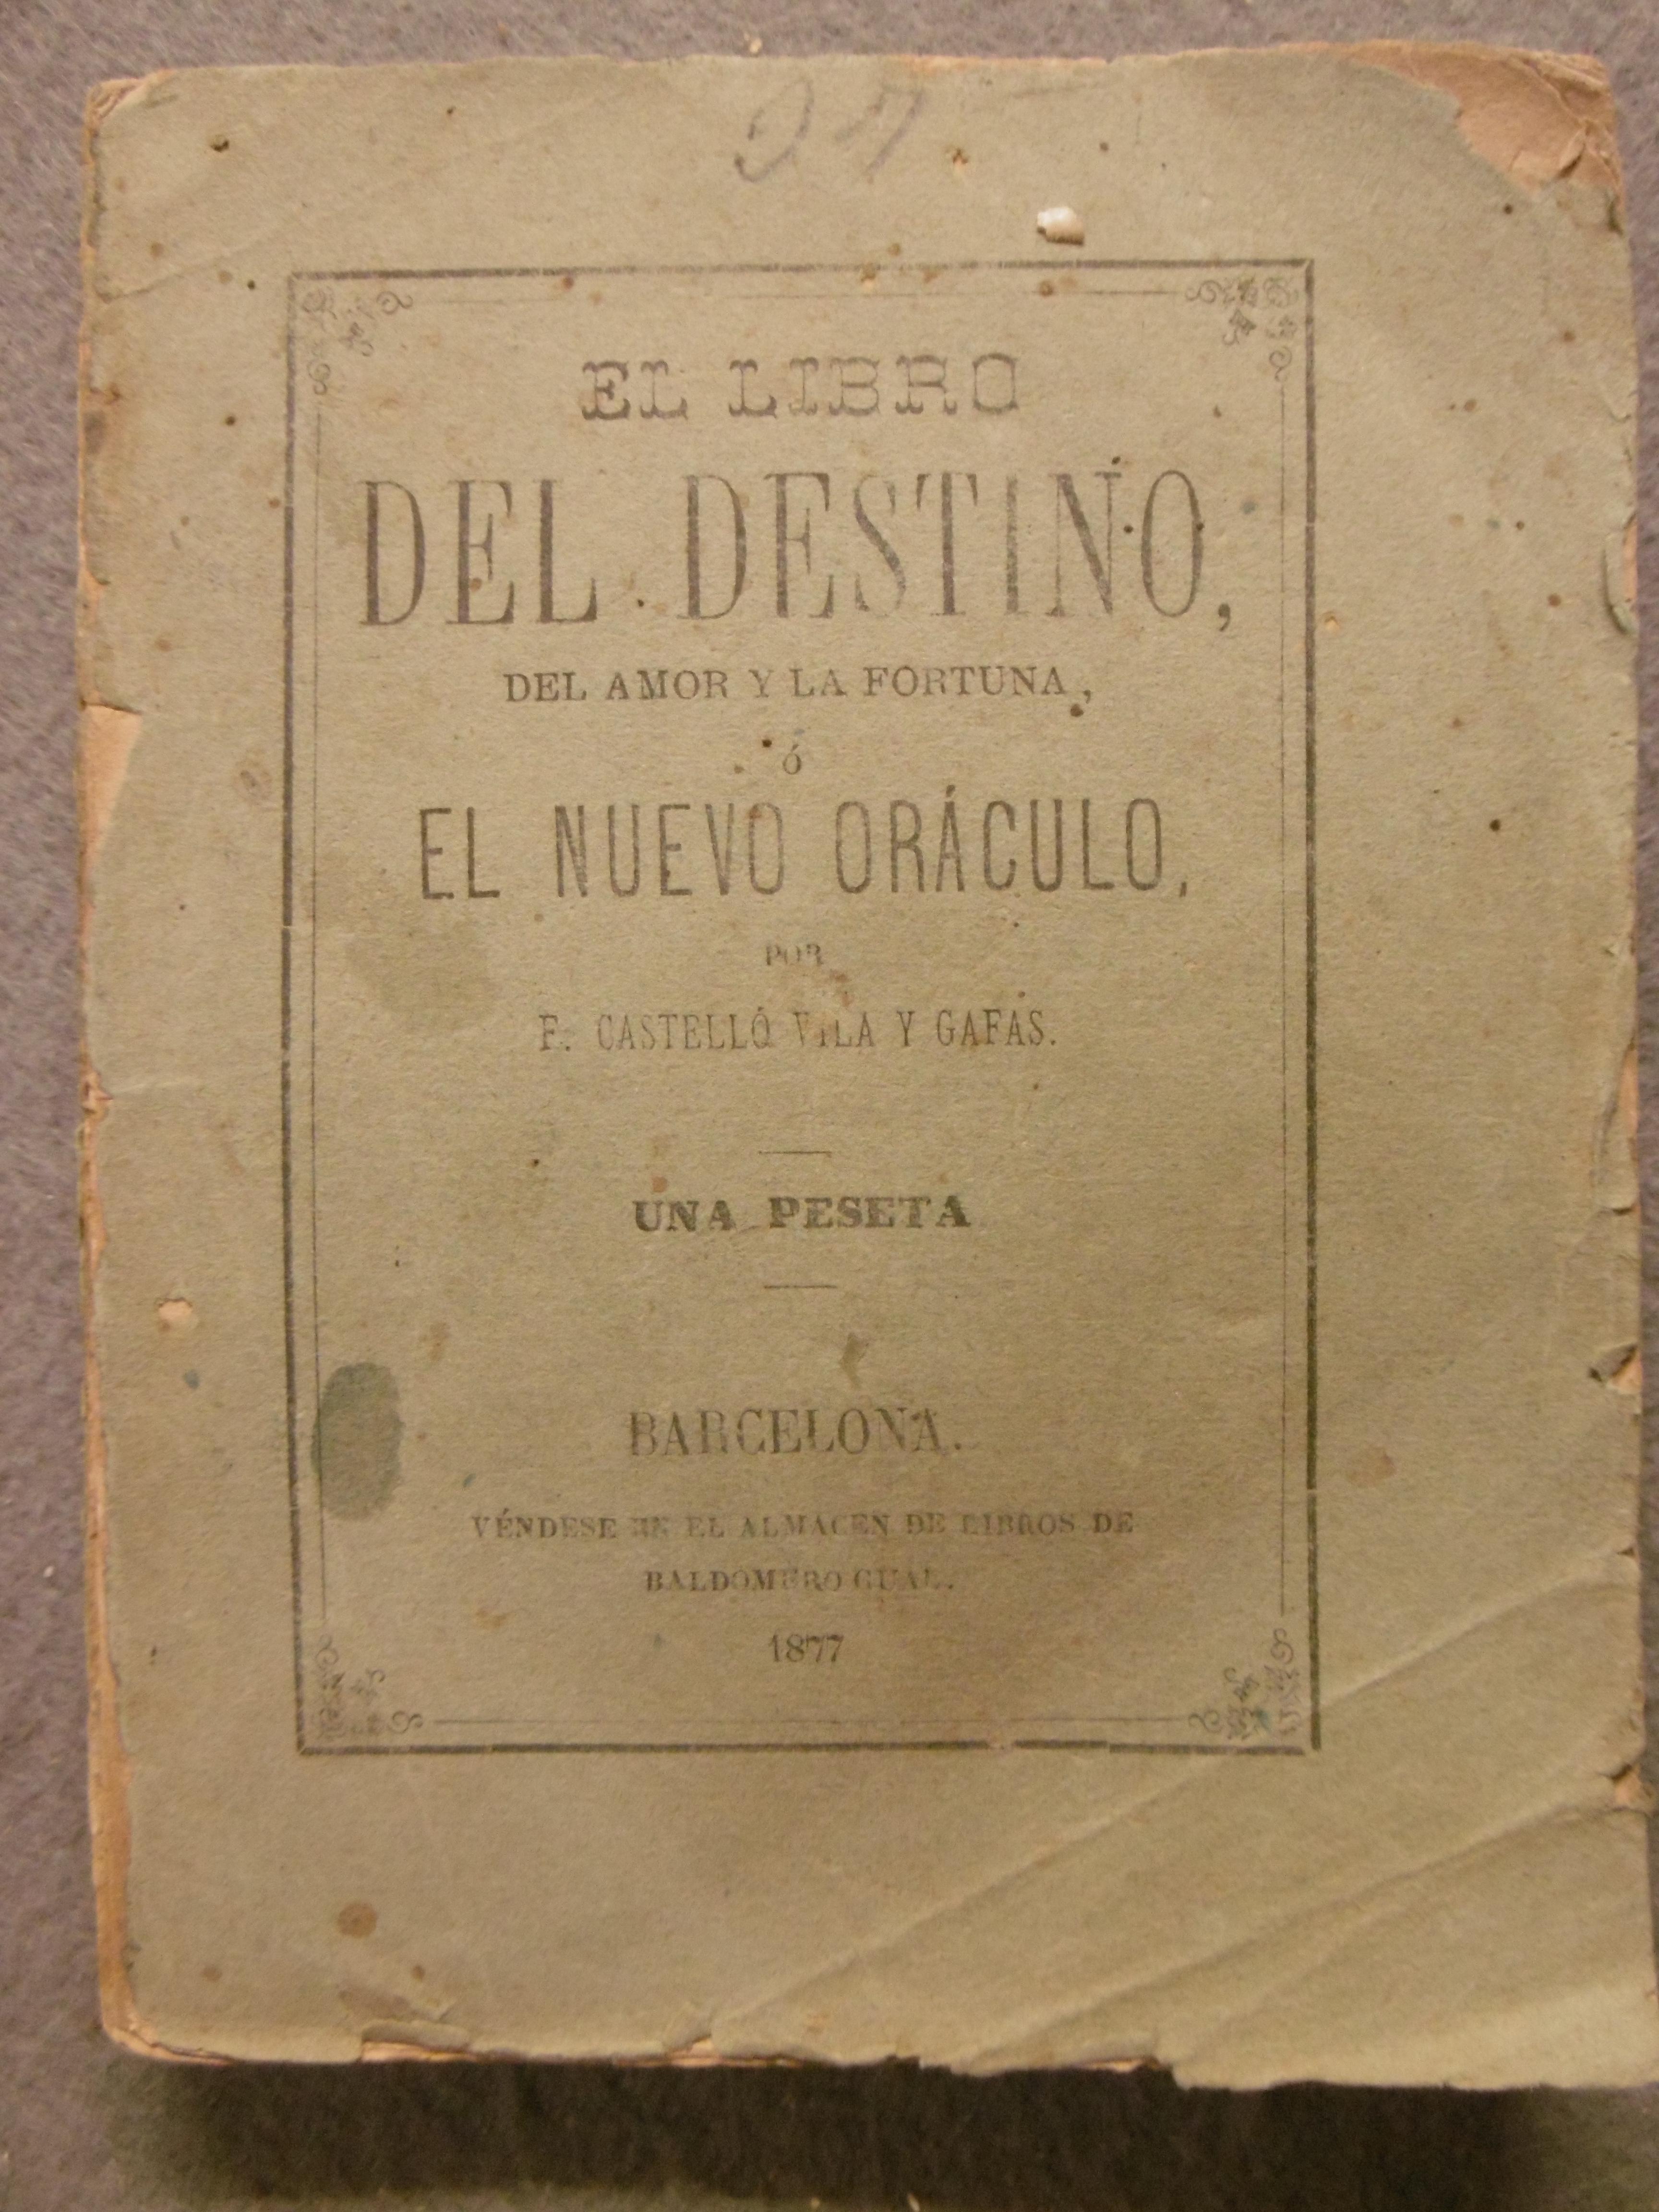 EL LIBRO
DEL DESTINO,
DEL AMOR Y LA FORTUNA,
ó
EL NUEVO ORÁCULO,
POR
F. CASTELLÓ VILA Y GAFAS.
UNA PESETA
BARCELONA.
VÉNDESE EN EL ALMACEN DE LIBROS DE
BALDOMERO GUAL.
1877